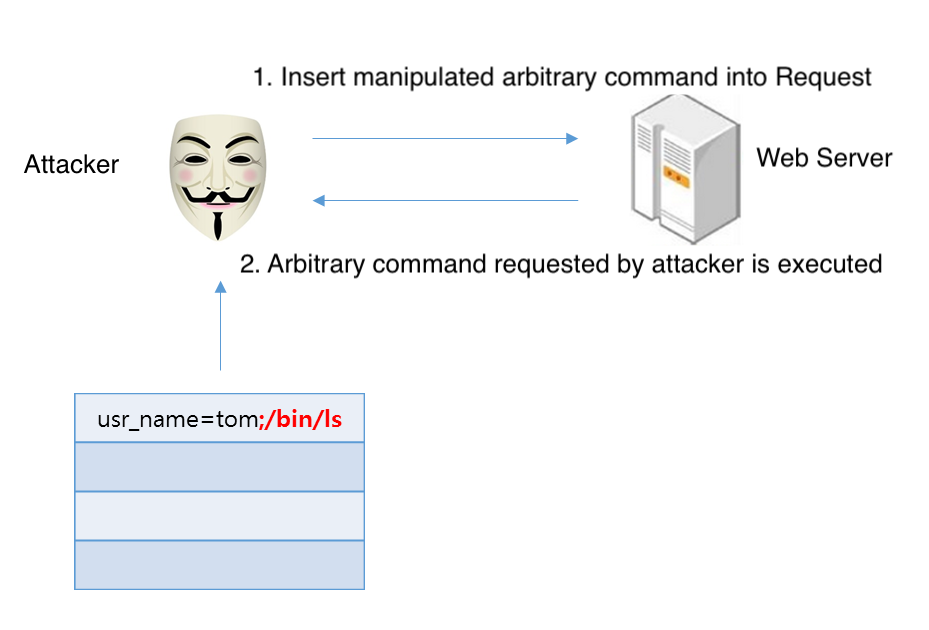 1. Insert manipulated arbitrary command into Request
Attacker
Web Server
2. Arbitrary command requested by attacker is executed
usr_name=tom;/bin/ls